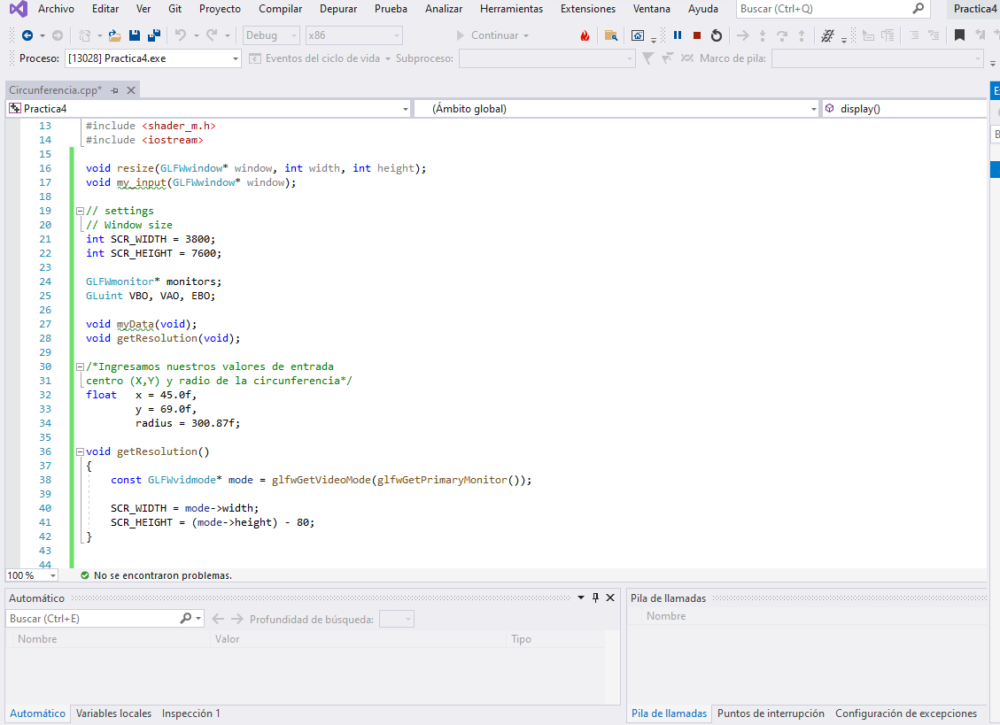 Archivo Editar Ver Git Proyecto Compilar Depurar Prueba Analizar Herramientas Extensiones Ventana Ayuda Buscar (Ctrl+Q) Practica4
Debug x86 Continuar
Proceso: [13028] Practica4.exe Eventos del ciclo de vida Subproceso: Marco de pila:
Circunferencia.cpp*
Practica4 (Ámbito global) display()
13 #include <shader_m.h>
14 #include <iostream>
15
16 void resize(GLFWwindow* window, int width, int height);
17 void my_input(GLFWwindow* window);
18
19 // settings
20 // Window size
21 int SCR_WIDTH = 3800;
22 int SCR_HEIGHT = 7600;
23
24 GLFWmonitor* monitors;
25 GLuint VBO, VAO, EBO;
26
27 void myData(void);
28 void getResolution(void);
29
30 /*Ingresamos nuestros valores de entrada
31 centro (X,Y) y radio de la circunferencia*/
32 float   x = 45.0f,
33         y = 69.0f,
34         radius = 300.87f;
35
36 void getResolution()
37 {
38     const GLFWvidmode* mode = glfwGetVideoMode(glfwGetPrimaryMonitor());
39
40     SCR_WIDTH = mode->width;
41     SCR_HEIGHT = (mode->height) - 80;
42 }
43
44
100 % No se encontraron problemas.
Automático
Buscar (Ctrl+E) Profundidad de búsqueda:
Nombre Valor Tipo
Automático Variables locales Inspección 1
Pila de llamadas
Nombre
Pila de llamadas Puntos de interrupción Configuración de excepciones